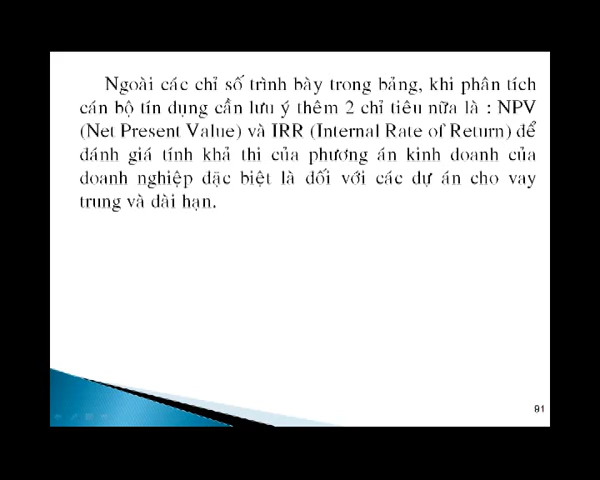 Ngoài các chỉ số trình bày trong bảng, khi phân tích
cán bộ tín dụng cần lưu ý thêm 2 chỉ tiêu nữa là : NPV
(Net Present Value) và IRR (Internal Rate of Return) để
đánh giá tính khả thi của phương án kinh doanh của
doanh nghiệp đặc biệt là đối với các dự án cho vay
trung và dài hạn.
91